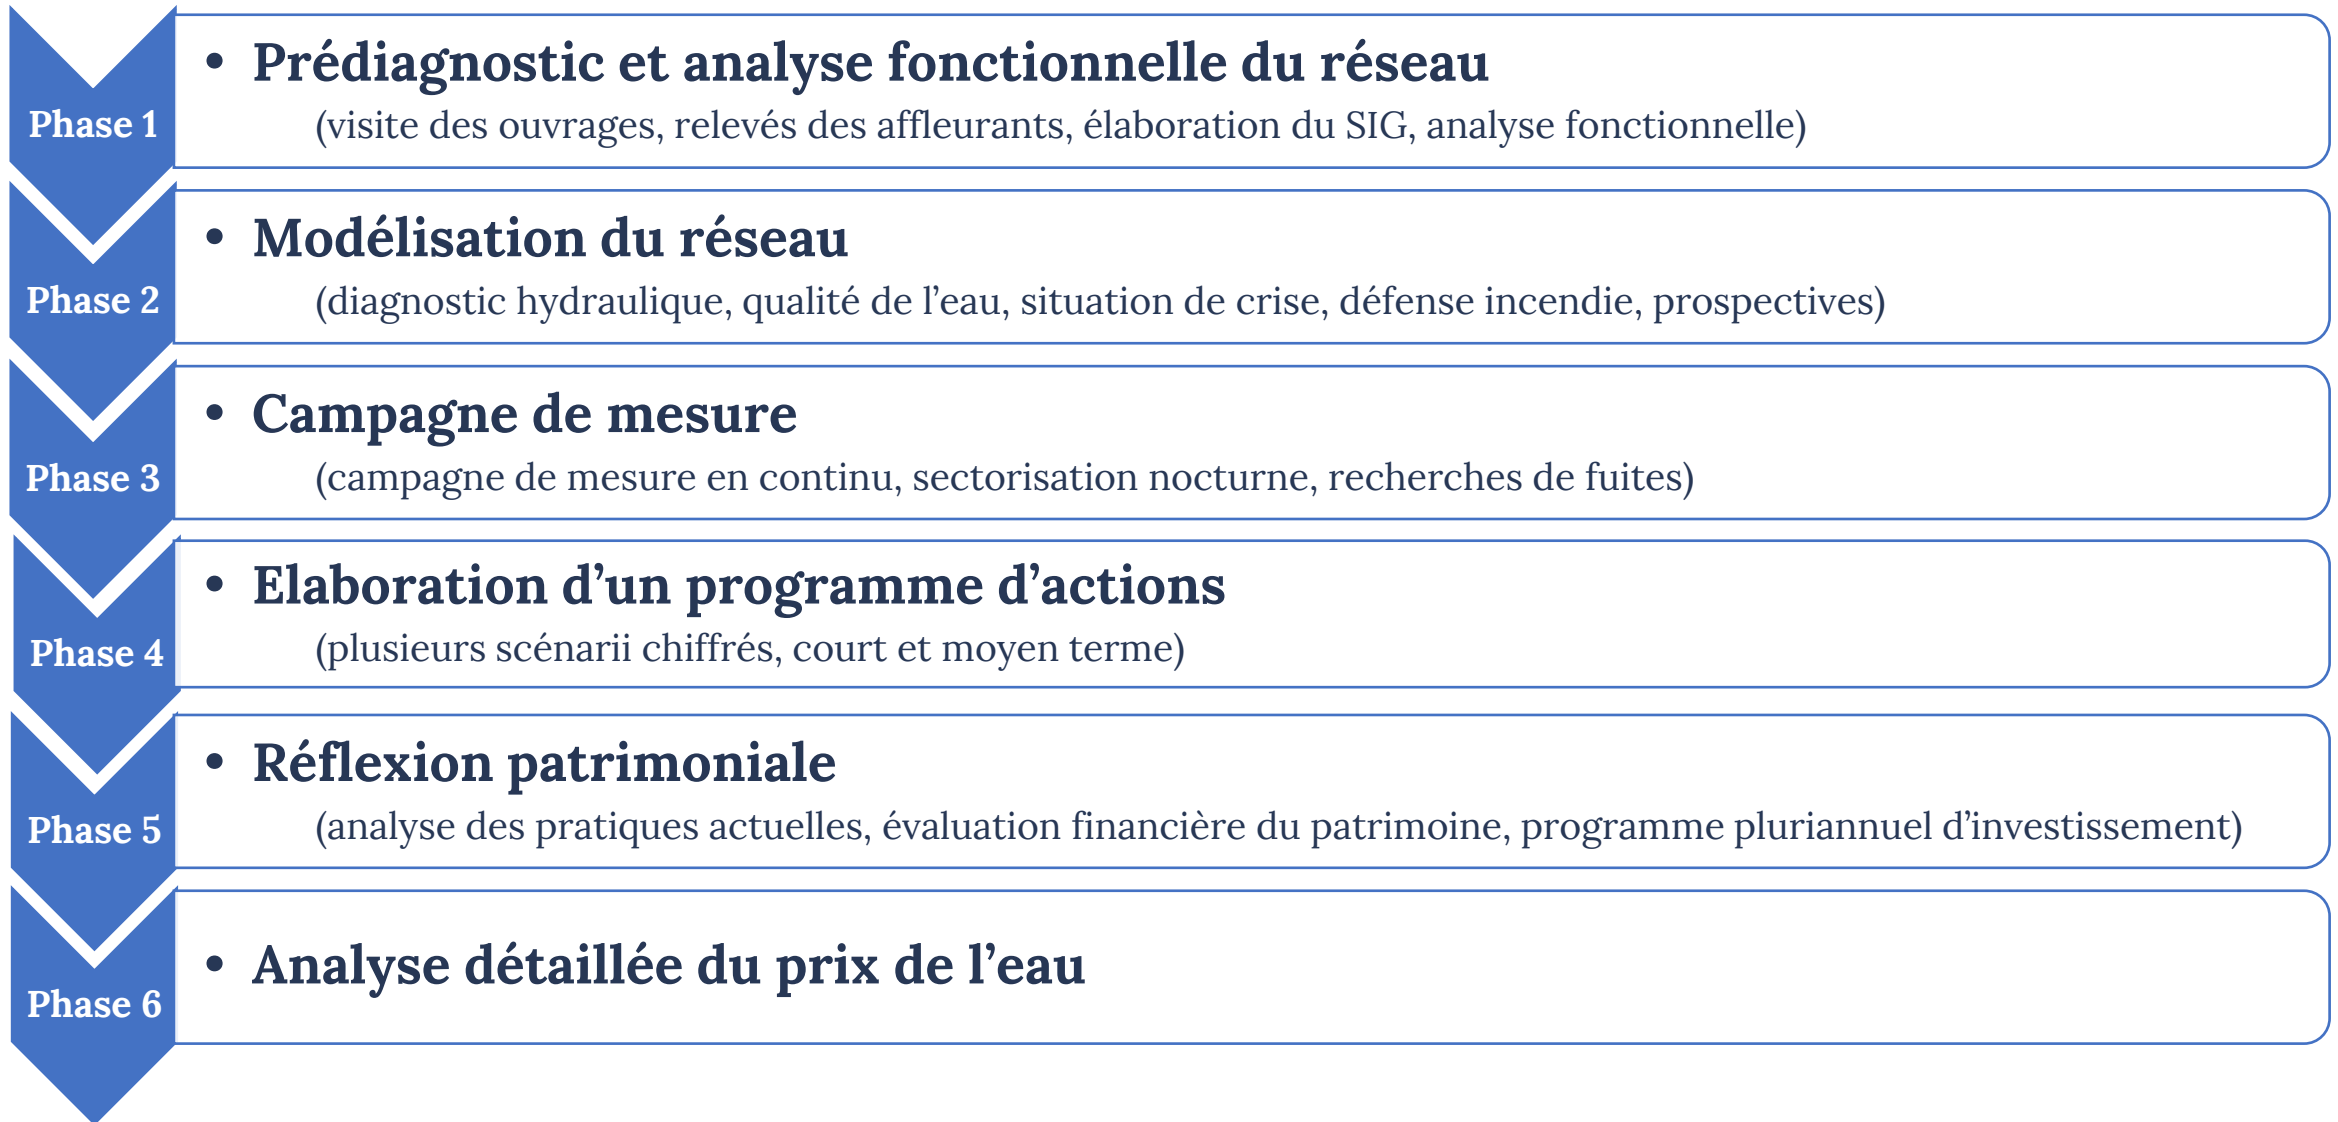 Phase 1
• Prédiagnostic et analyse fonctionnelle du réseau
(visite des ouvrages, relevés des affleurants, élaboration du SIG, analyse fonctionnelle)
Phase 2
• Modélisation du réseau
(diagnostic hydraulique, qualité de l’eau, situation de crise, défense incendie, prospectives)
Phase 3
• Campagne de mesure
(campagne de mesure en continu, sectorisation nocturne, recherches de fuites)
Phase 4
• Elaboration d’un programme d’actions
(plusieurs scénarii chiffrés, court et moyen terme)
Phase 5
• Réflexion patrimoniale
(analyse des pratiques actuelles, évaluation financière du patrimoine, programme pluriannuel d’investissement)
Phase 6
• Analyse détaillée du prix de l’eau